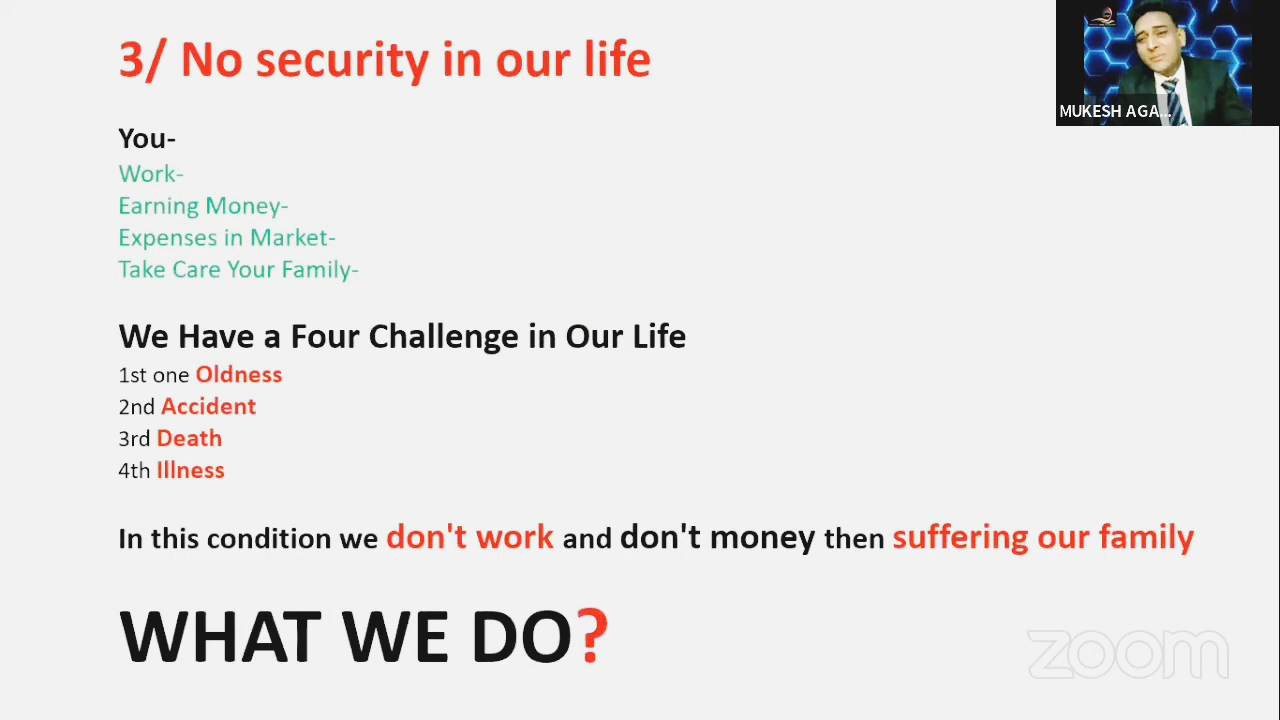 3/ No security in our life
MUKESH AGA...
You-
Work-
Earning Money-
Expenses in Market-
Take Care Your Family-
We Have a Four Challenge in Our Life
1st one Oldness
2nd Accident
3rd Death
4th Illness
In this condition we don't work and don't money then suffering our family
WHAT WE DO?
zoom